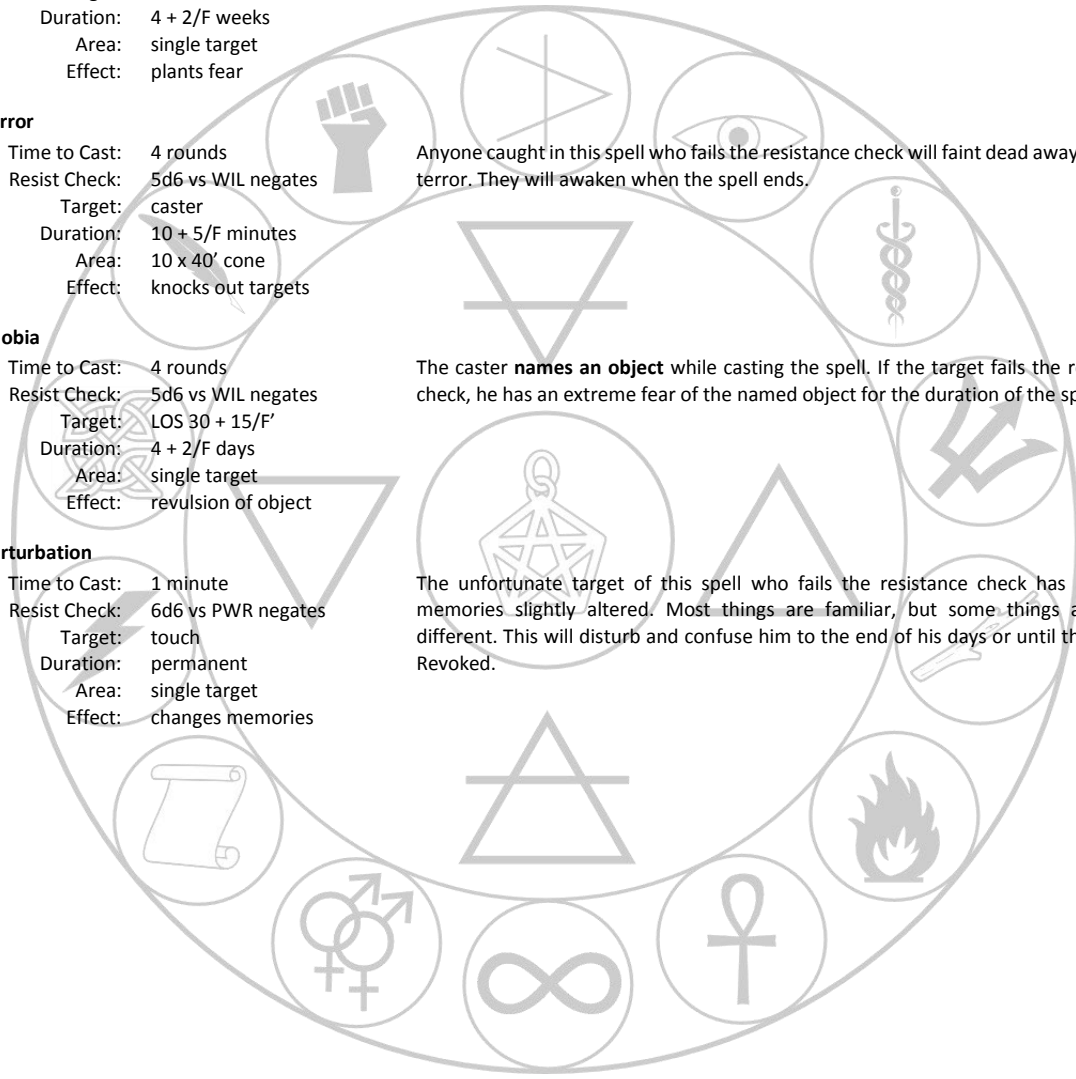 Duration: 4 + 2/F weeks
Area: single target
Effect: plants fear
rror
Time to Cast: 4 rounds
Resist Check: 5d6 vs WIL negates
Target: caster
Duration: 10 + 5/F minutes
Area: 10 x 40’ cone
Effect: knocks out targets
Anyone caught in this spell who fails the resistance check will faint dead away
terror. They will awaken when the spell ends.
obia
Time to Cast: 4 rounds
Resist Check: 5d6 vs WIL negates
Target: LOS 30 + 15/F’
Duration: 4 + 2/F days
Area: single target
Effect: revulsion of object
The caster names an object while casting the spell. If the target fails the r
check, he has an extreme fear of the named object for the duration of the sp
rturbation
Time to Cast: 1 minute
Resist Check: 6d6 vs PWR negates
Target: touch
Duration: permanent
Area: single target
Effect: changes memories
The unfortunate target of this spell who fails the resistance check has
memories slightly altered. Most things are familiar, but some things a
different. This will disturb and confuse him to the end of his days or until th
Revoked.